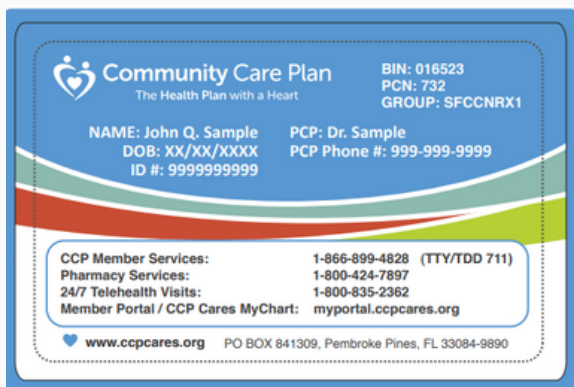 Community Care Plan
The Health Plan with a Heart
BIN: 016523
PCN: 732
GROUP: SFCCNRX1
NAME: John Q. Sample
DOB: XX/XX/XXXX
ID #: 9999999999
PCP: Dr. Sample
PCP Phone #: 999-999-9999
CCP Member Services: 1-866-899-4828 (TTY/TDD 711)
Pharmacy Services: 1-800-424-7897
24/7 Telehealth Visits: 1-800-835-2362
Member Portal / CCP Cares MyChart: myportal.ccpcares.org
www.ccpcares.org PO BOX 841309, Pembroke Pines, FL 33084-9890